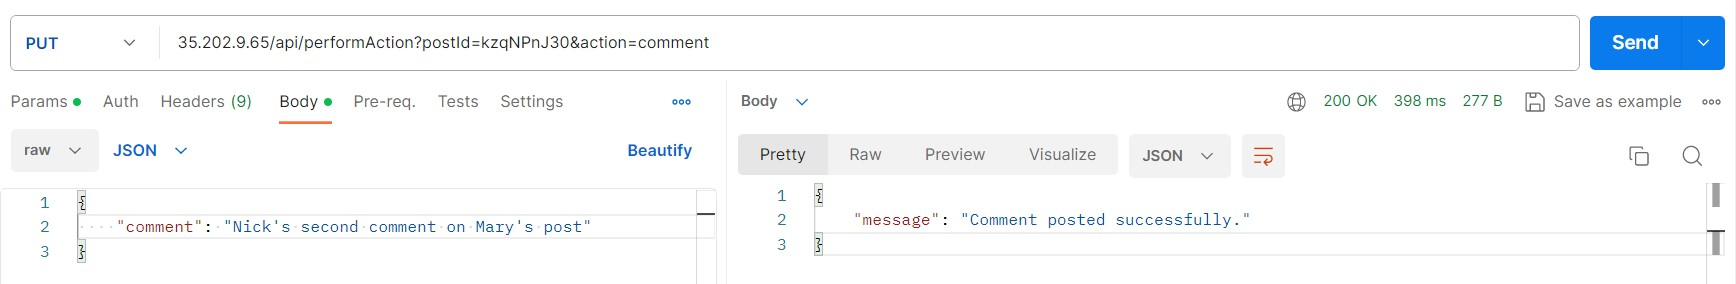 PUT 35.202.9.65/api/performAction?postId=kzqNPnJ30&action=comment Send
Params Auth Headers (9) Body Pre-req. Tests Settings
raw JSON Beautify
1 {
2 "comment": "Nick's second comment on Mary's post"
3 }
Body 200 OK 398 ms 277 B Save as example
Pretty Raw Preview Visualize JSON
1 {
2 "message": "Comment posted successfully."
3 }